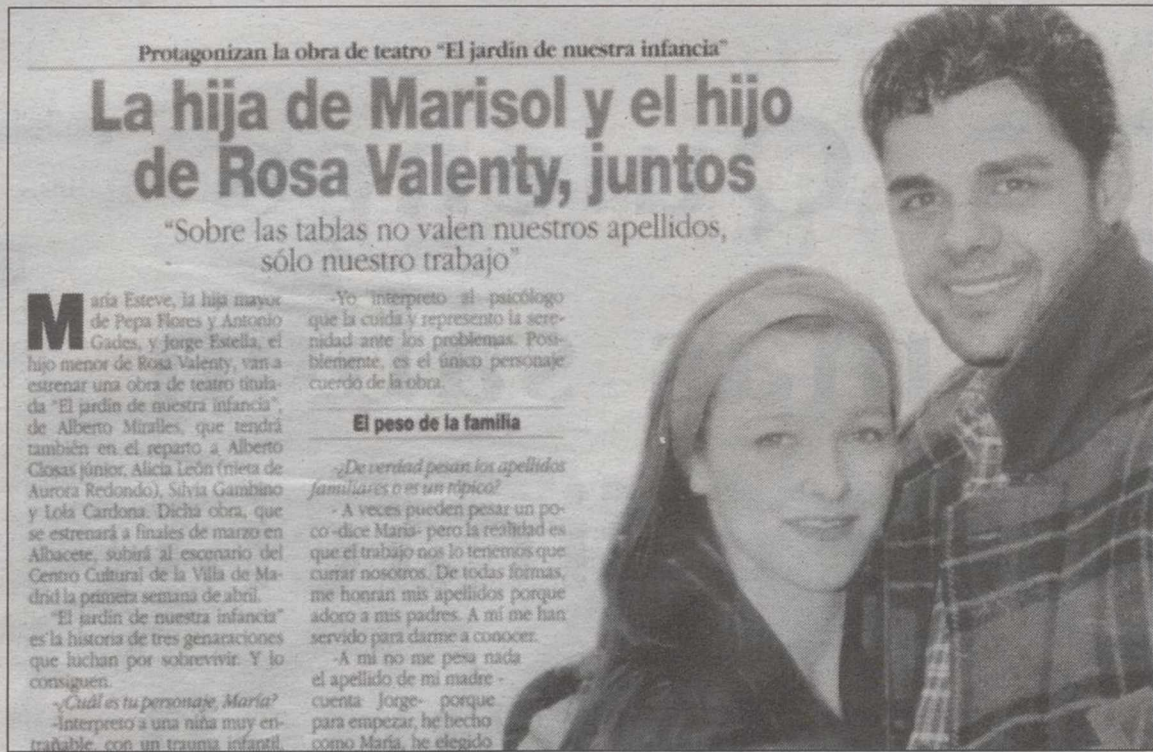 Protagonizan la obra de teatro "El jardín de nuestra infancia"
La hija de Marisol y el hijo
de Rosa Valenty, juntos
"Sobre las tablas no valen nuestros apellidos,
sólo nuestro trabajo"
María Esteve, la hija mayor
de Pepa Flores y Antonio
Gades, y Jorge Estella, el
hijo menor de Rosa Valenty, van a
estrenar una obra de teatro titula-
da "El jardín de nuestra infancia",
de Alberto Miralles, que tendrá
también en el reparto a Alberto
Closas júnior, Alicia León (nieta de
Aurora Redondo), Silvia Gambino
y Lola Cardona. Dicha obra, que
se estrenará a finales de marzo en
Albacete, subirá al escenario del
Centro Cultural de la Villa de Ma-
drid la primera semana de abril.
"El jardín de nuestra infancia"
es la historia de tres genaraciones
que luchan por sobrevivir. Y lo
consiguen.
-¿Cuál es tu personaje, María?
-Interpreto a una niña muy en-
trañable, con un trauma infantil,
-Yo interpreto al psicólogo
que la cuida y represento la sere-
nidad ante los problemas. Posi-
blemente, es el único personaje
cuerdo de la obra.
El peso de la familia
-¿De verdad pesan los apellidos
familiares o es un tópico?
- A veces pueden pesar un po-
co -dice María- pero la realidad es
que el trabajo nos lo tenemos que
currar nosotros. De todas formas,
me honran mis apellidos porque
adoro a mis padres. A mí me han
servido para darme a conocer.
-A mí no me pesa nada
el apellido de mi madre -
cuenta Jorge- porque
para empezar, he hecho
como María, he elegido